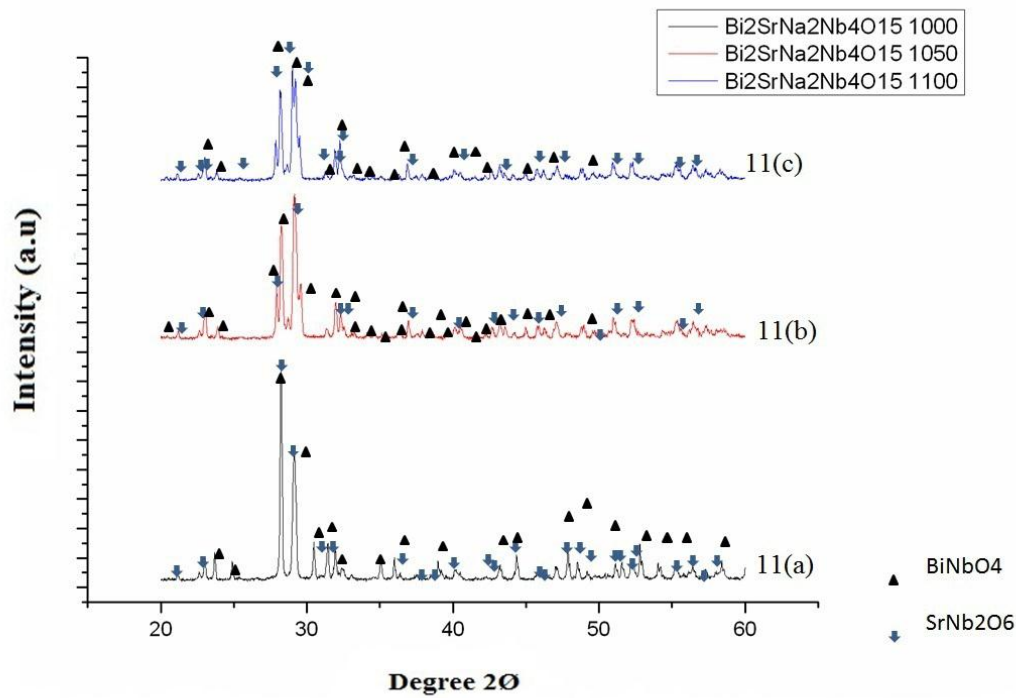 Bi2SrNa2Nb4O15 1000
Bi2SrNa2Nb4O15 1050
Bi2SrNa2Nb4O15 1100
Intensity (a.u)
11(c)
11(b)
11(a)
BiNbO4
SrNb2O6
20 30 40 50 60
Degree 2Ø